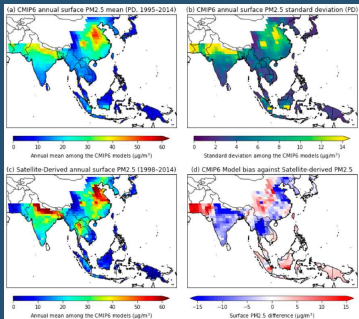 (a) CMIP6 annual surface PM2.5 mean (PD, 1995-2014)
0 10 20 30 40 50 60
Annual mean among the CMIP6 models (μg/m³)
(b) CMIP6 annual surface PM2.5 standard deviation (PD)
0 2 4 6 8 10 12 14
Standard deviation among the CMIP6 models (μg/m³)
(c) Satellite-Derived annual surface PM2.5 (1998-2014)
0 10 20 30 40 50 60
Annual mean among the CMIP6 models (μg/m³)
(d) CMIP6 Model bias against Satellite-derived PM2.5
−15 −10 −5 0 5 10 15
Surface PM2.5 difference (μg/m³)